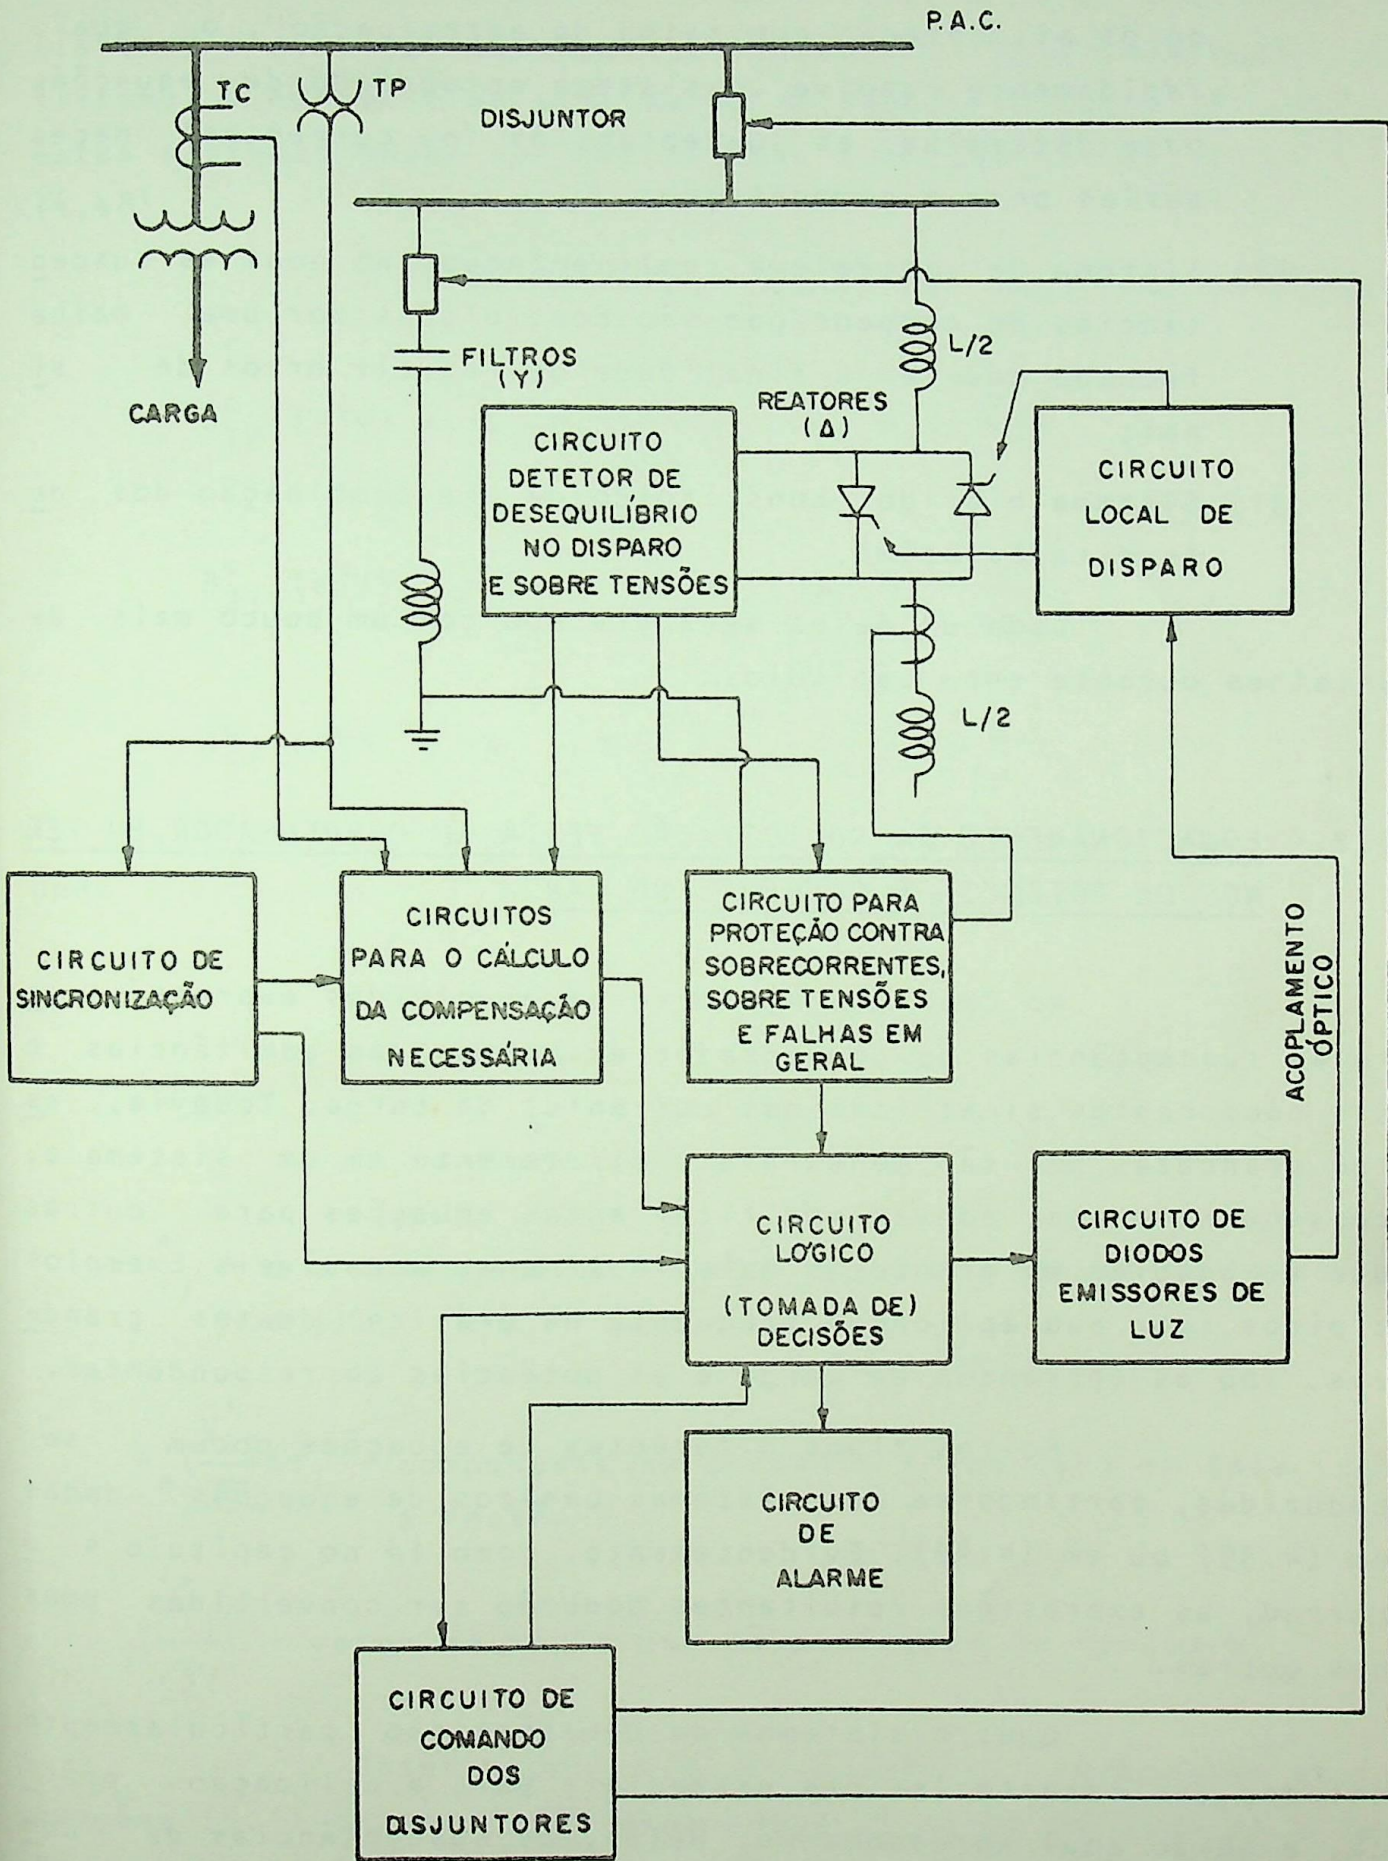 P.A.C.
TC
TP
DISJUNTOR
L/2
FILTROS
(Y)
REATORES
(Δ)
CARGA
CIRCUITO
DETETOR DE
DESEQUILÍBRIO
NO DISPARO
E SOBRE TENSÕES
CIRCUITO
LOCAL DE
DISPARO
L/2
CIRCUITO DE
SINCRONIZAÇÃO
CIRCUITOS
PARA O CÁLCULO
DA COMPENSAÇÃO
NECESSÁRIA
CIRCUITO PARA
PROTEÇÃO CONTRA
SOBRECORRENTES,
SOBRE TENSÕES
E FALHAS EM
GERAL
ACOPLAMENTO
ÓPTICO
CIRCUITO
LÓGICO
(TOMADA DE)
DECISÕES
CIRCUITO DE
DIODOS
EMISSORES DE
LUZ
CIRCUITO
DE
ALARME
CIRCUITO DE
COMANDO
DOS
DISJUNTORES